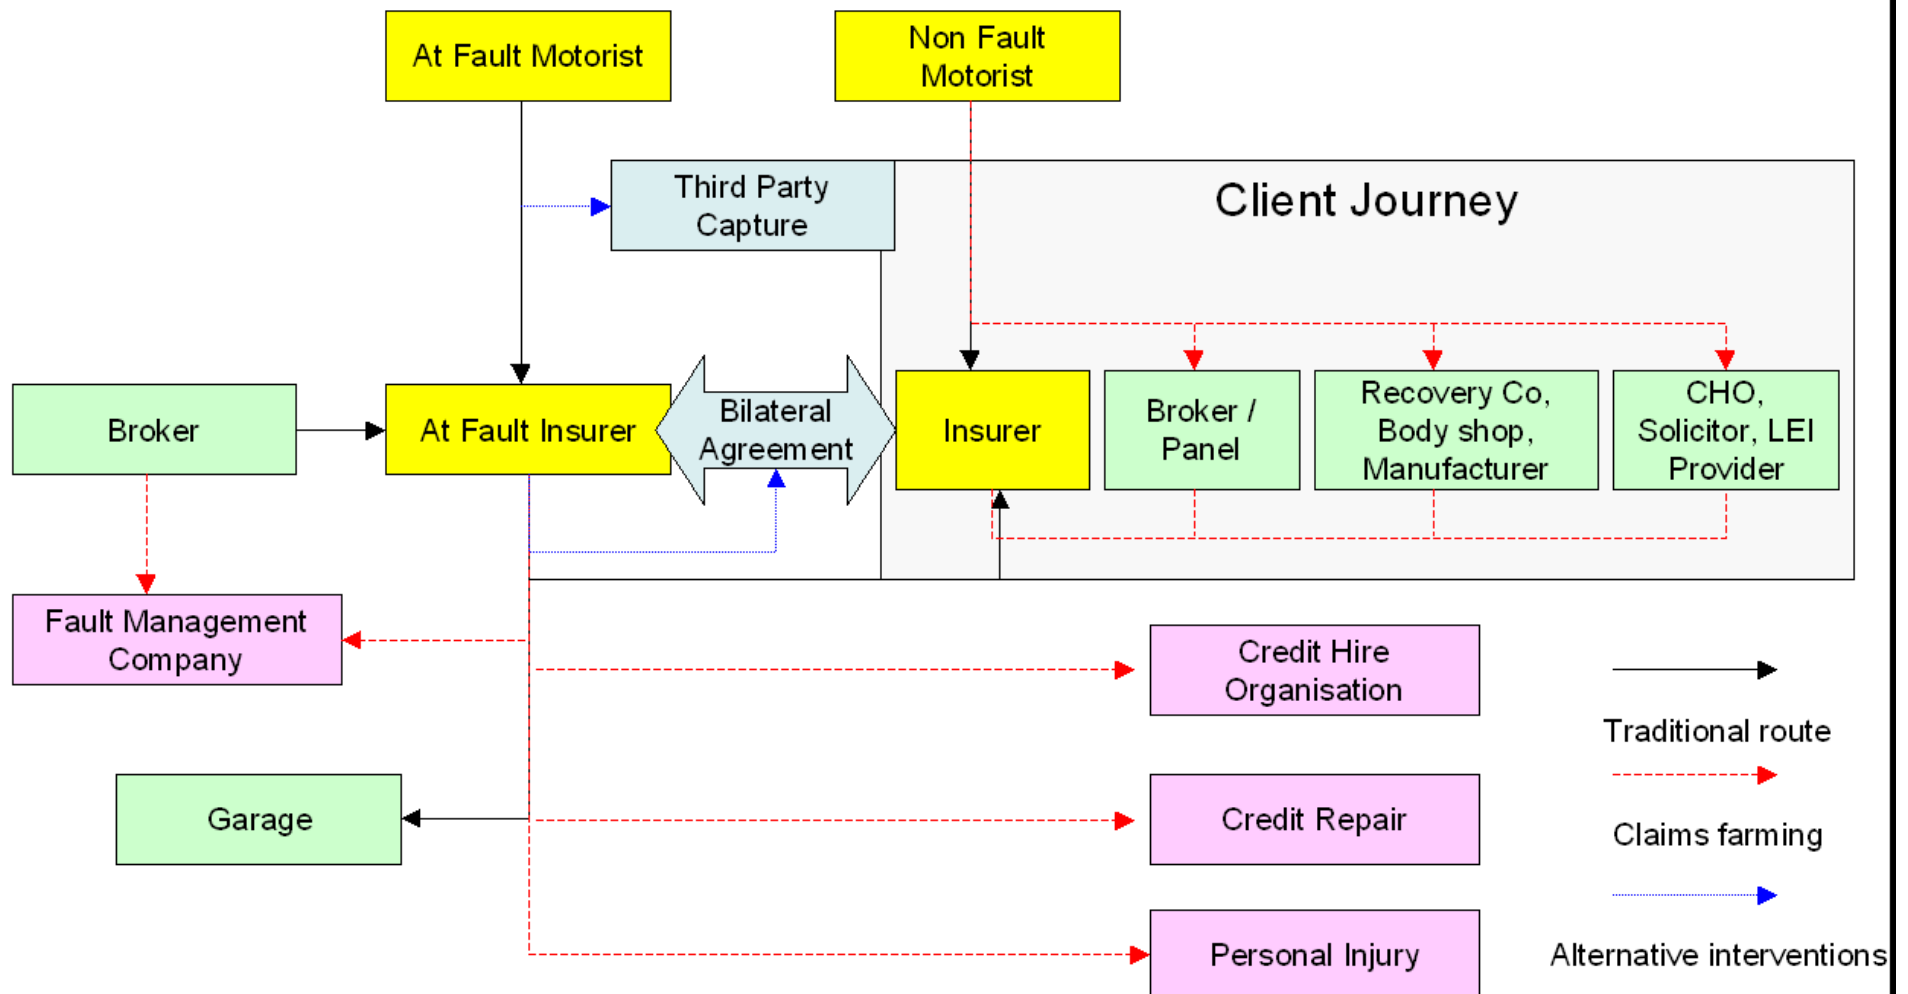 At Fault Motorist
Non Fault
Motorist
Third Party
Capture
Client Journey
Broker
At Fault Insurer
Bilateral
Agreement
Insurer
Broker /
Panel
Recovery Co,
Body shop,
Manufacturer
CHO,
Solicitor, LEI
Provider
Fault Management
Company
Credit Hire
Organisation
Traditional route
Garage
Credit Repair
Claims farming
Personal Injury
Alternative interventions